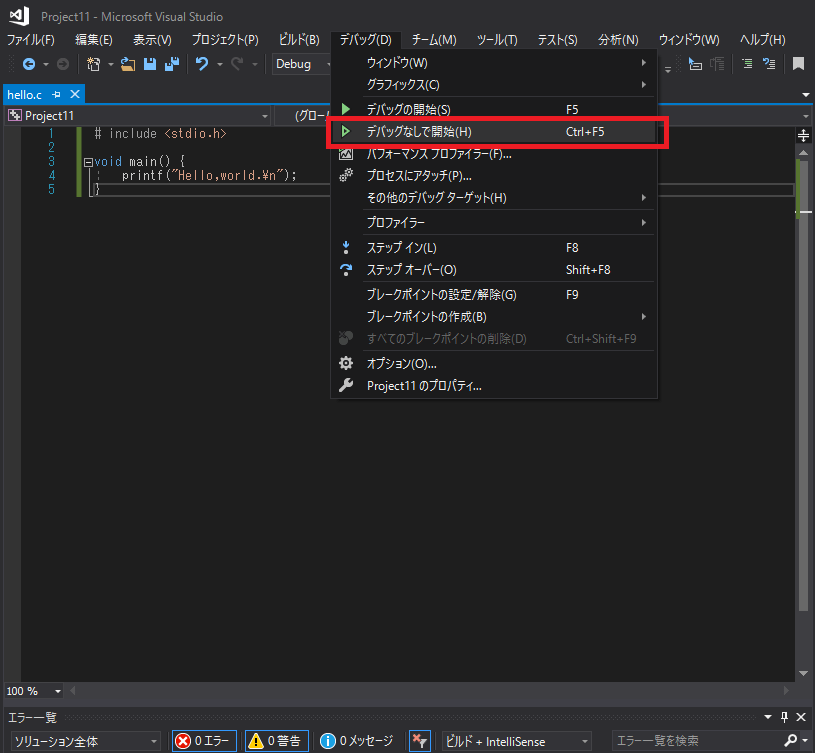 Project11 - Microsoft Visual Studio
ファイル(F) 編集(E) 表示(V) プロジェクト(P) ビルド(B) デバッグ(D) チーム(M) ツール(T) テスト(S) 分析(N) ウィンドウ(W) ヘルプ(H)
Debug
hello.c
Project11 (グロー
ウィンドウ(W)
グラフィックス(C)
デバッグの開始(S) F5
デバッグなしで開始(H) Ctrl+F5
パフォーマンス プロファイラー(F)...
プロセスにアタッチ(P)...
その他のデバッグ ターゲット(H)
プロファイラー
ステップ イン(L) F8
ステップ オーバー(O) Shift+F8
ブレークポイントの設定/解除(G) F9
ブレークポイントの作成(B)
すべてのブレークポイントの削除(D) Ctrl+Shift+F9
オプション(O)...
Project11 のプロパティ...
1 # include <stdio.h>
2
3 void main() {
4 printf("Hello,world.¥n");
5 }
100 %
エラー一覧
ソリューション全体 0 エラー 0 警告 0 メッセージ ビルド + IntelliSense エラー一覧を検索